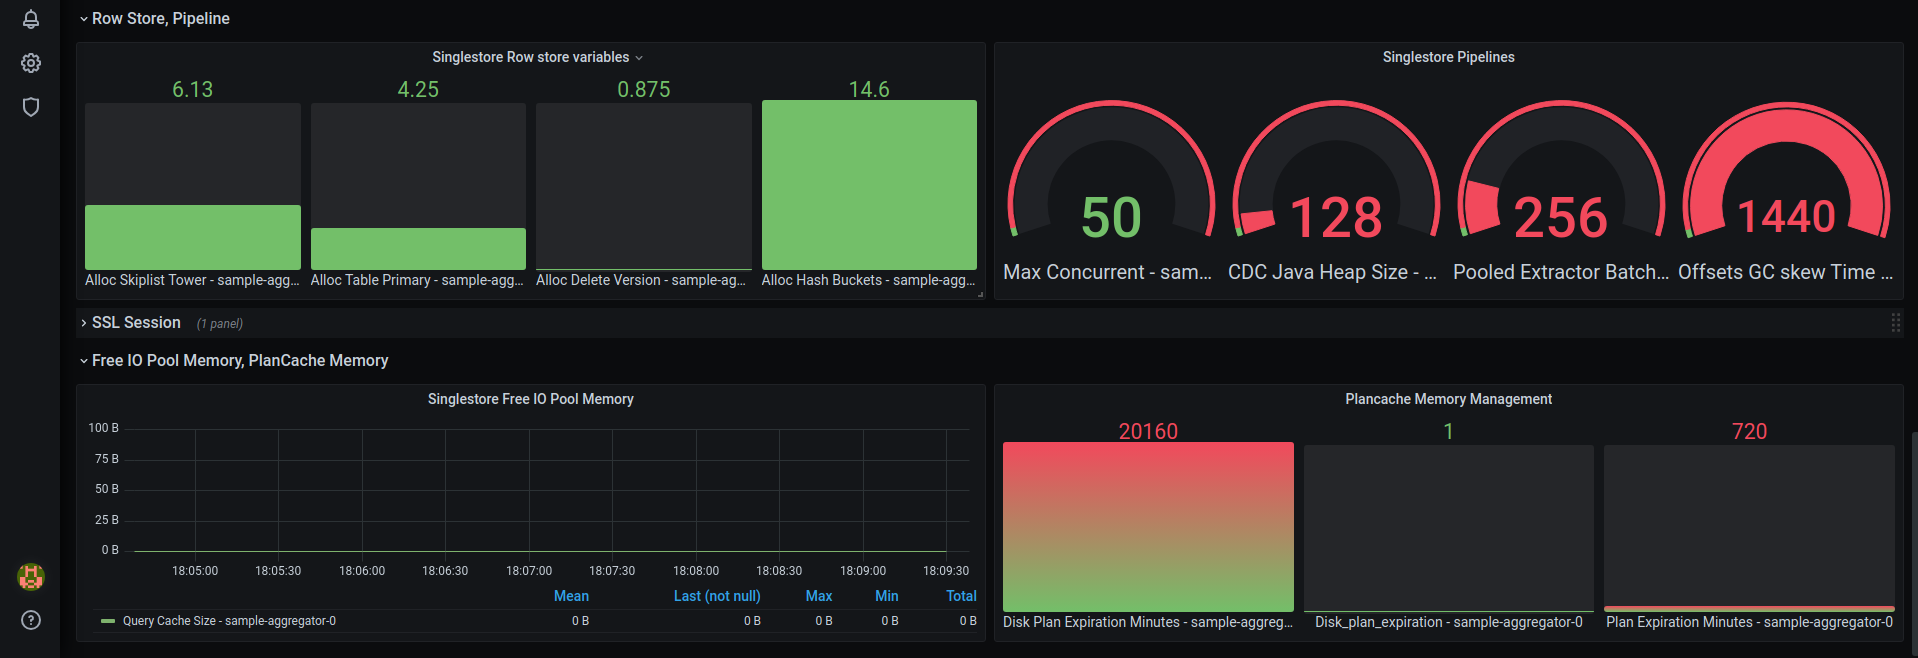 Row Store, Pipeline
Singlestore Row store variables
6.13
4.25
0.875
14.6
Alloc Skiplist Tower - sample-agg...
Alloc Table Primary - sample-agg...
Alloc Delete Version - sample-ag...
Alloc Hash Buckets - sample-agg...
Singlestore Pipelines
50
128
256
1440
Max Concurrent - sam...
CDC Java Heap Size - ...
Pooled Extractor Batch...
Offsets GC skew Time ...
SSL Session (1 panel)
Free IO Pool Memory, PlanCache Memory
Singlestore Free IO Pool Memory
100 B
75 B
50 B
25 B
0 B
18:05:00 18:05:30 18:06:00 18:06:30 18:07:00 18:07:30 18:08:00 18:08:30 18:09:00 18:09:30
Mean Last (not null) Max Min Total
Query Cache Size - sample-aggregator-0 0 B 0 B 0 B 0 B 0 B
Plancache Memory Management
20160
1
720
Disk Plan Expiration Minutes - sample-aggreg...
Disk_plan_expiration - sample-aggregator-0
Plan Expiration Minutes - sample-aggregator-0